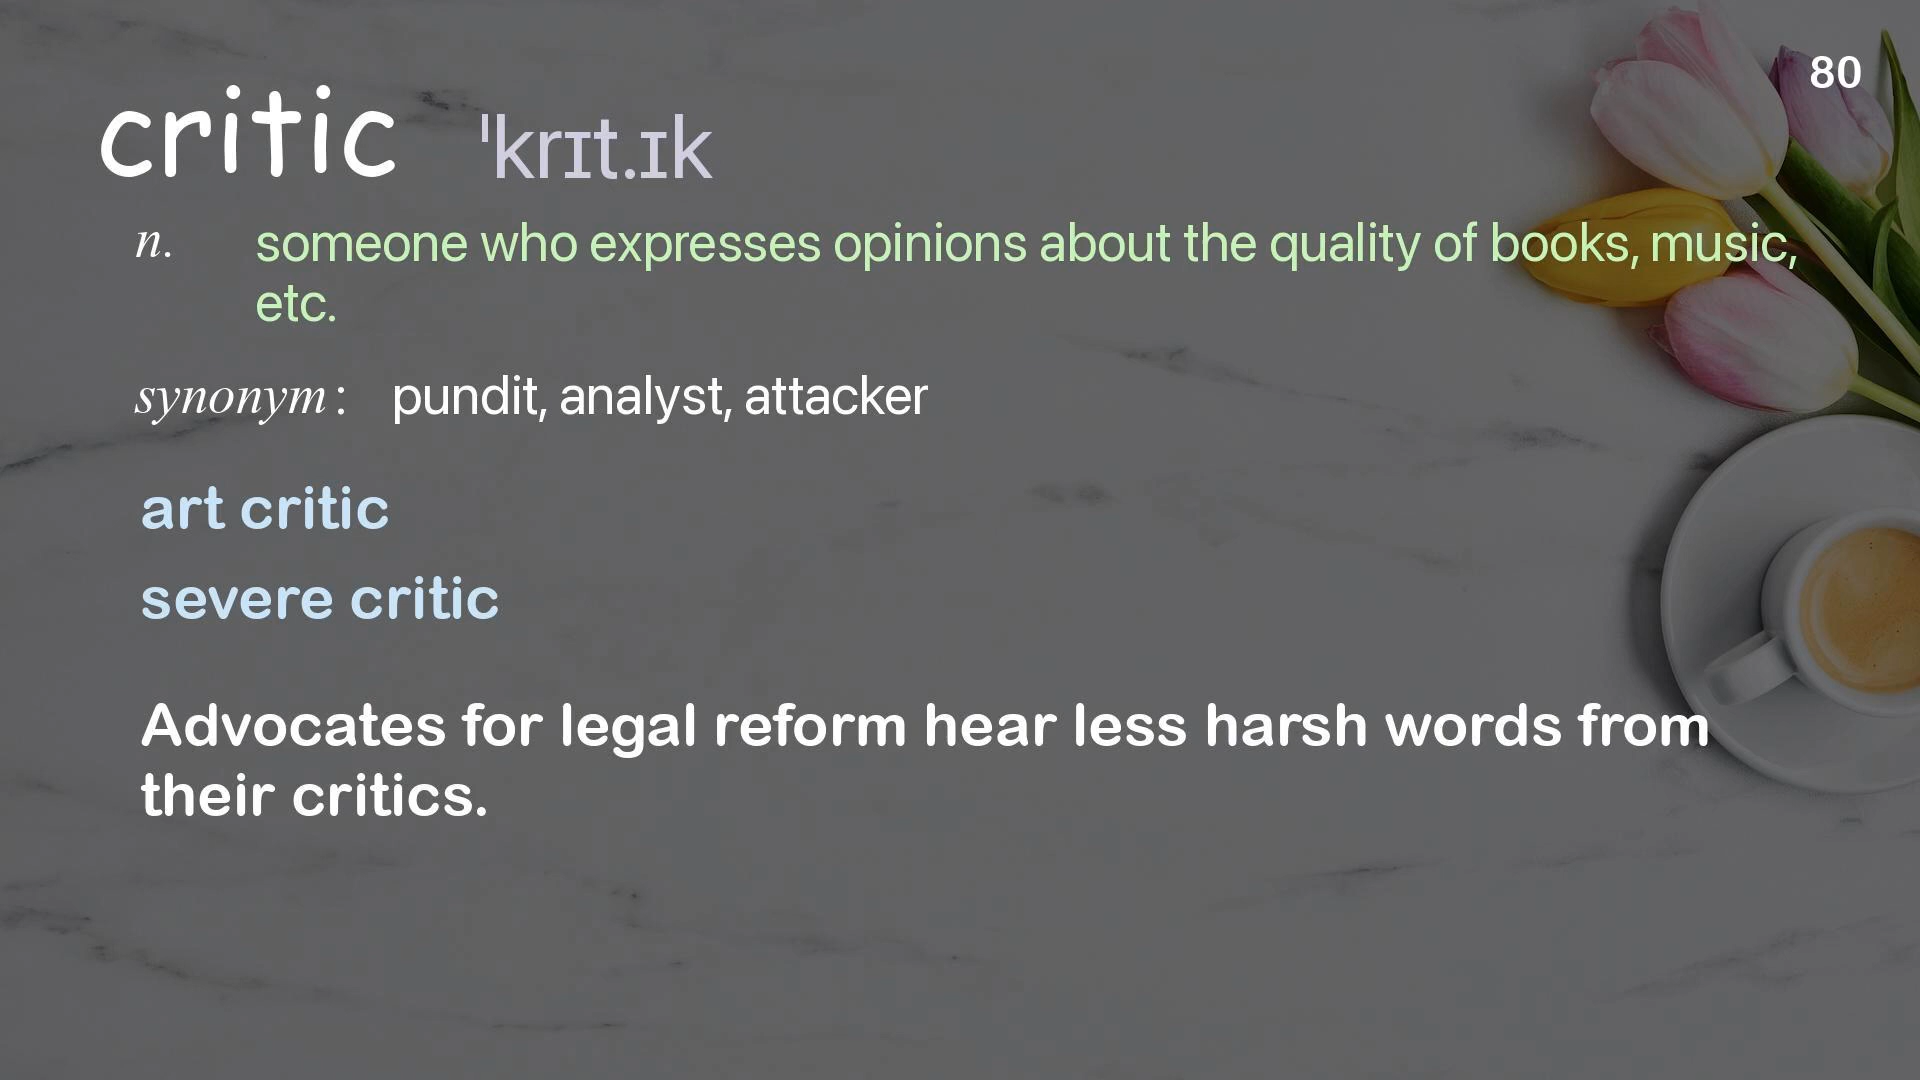 80
critic ˈkrɪt.ɪk
n. someone who expresses opinions about the quality of books, music,
etc.
synonym: pundit, analyst, attacker
art critic
severe critic
Advocates for legal reform hear less harsh words from
their critics.